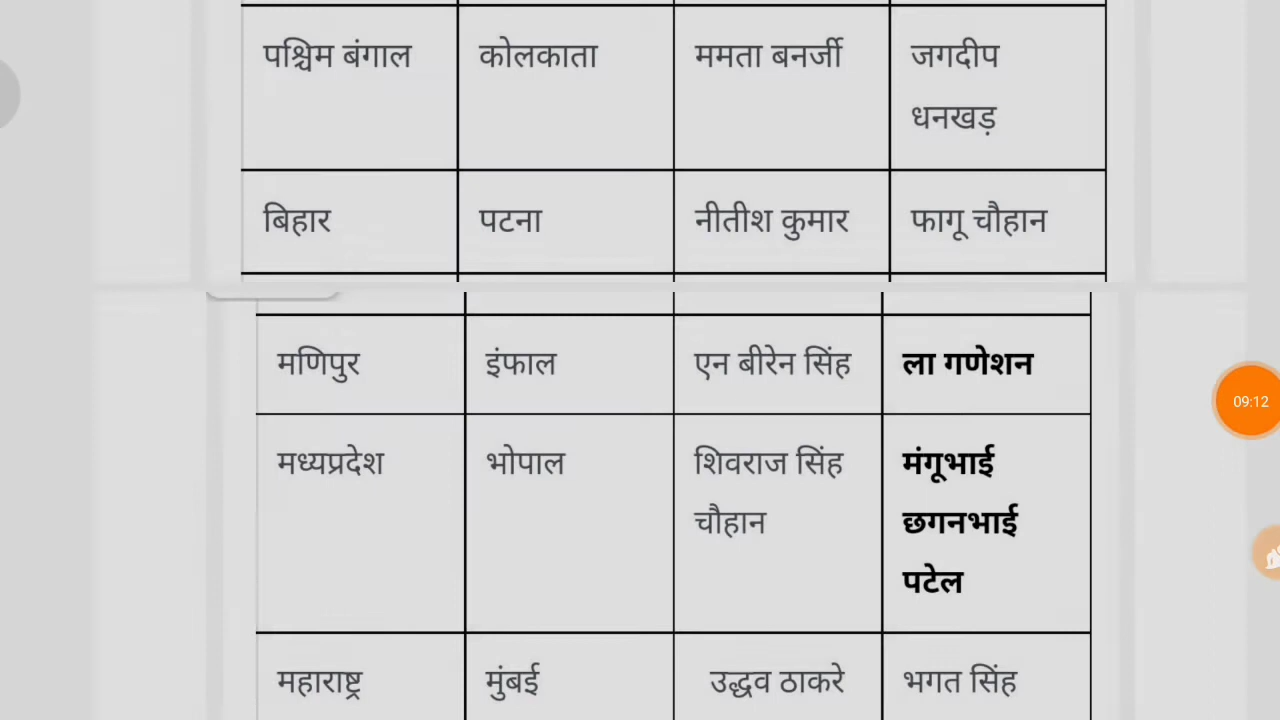 पश्चिम बंगाल कोलकाता ममता बनर्जी जगदीप
धनखड़
बिहार पटना नीतीश कुमार फागू चौहान
मणिपुर इंफाल एन बीरेन सिंह ला गणेशन
मध्यप्रदेश भोपाल शिवराज सिंह मंगूभाई
चौहान छगनभाई
पटेल
महाराष्ट्र मुंबई उद्धव ठाकरे भगत सिंह
09:12